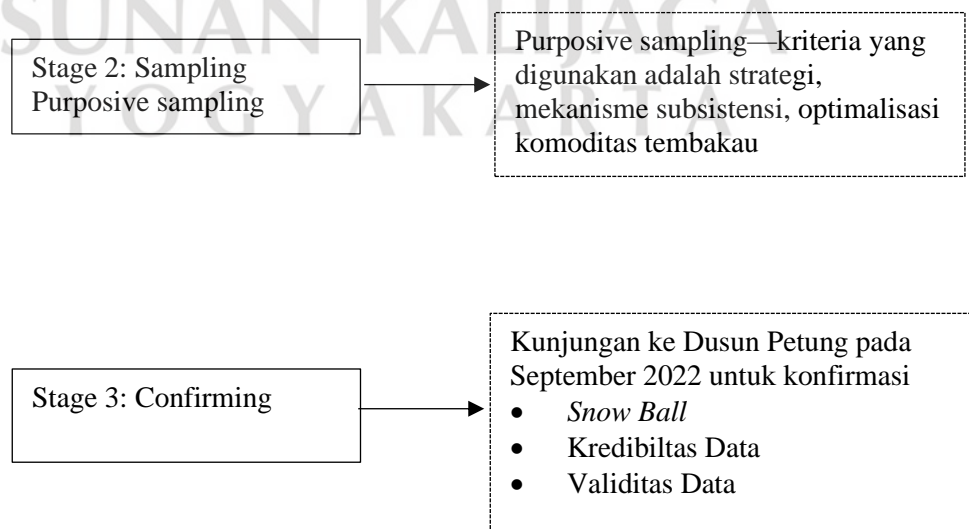 SUNAN KALIJAGA
YOGYAKARTA
Stage 2: Sampling
Purposive sampling
Purposive sampling—kriteria yang
digunakan adalah strategi,
mekanisme subsistensi, optimalisasi
komoditas tembakau
Stage 3: Confirming
Kunjungan ke Dusun Petung pada
September 2022 untuk konfirmasi
• Snow Ball
• Kredibiltas Data
• Validitas Data